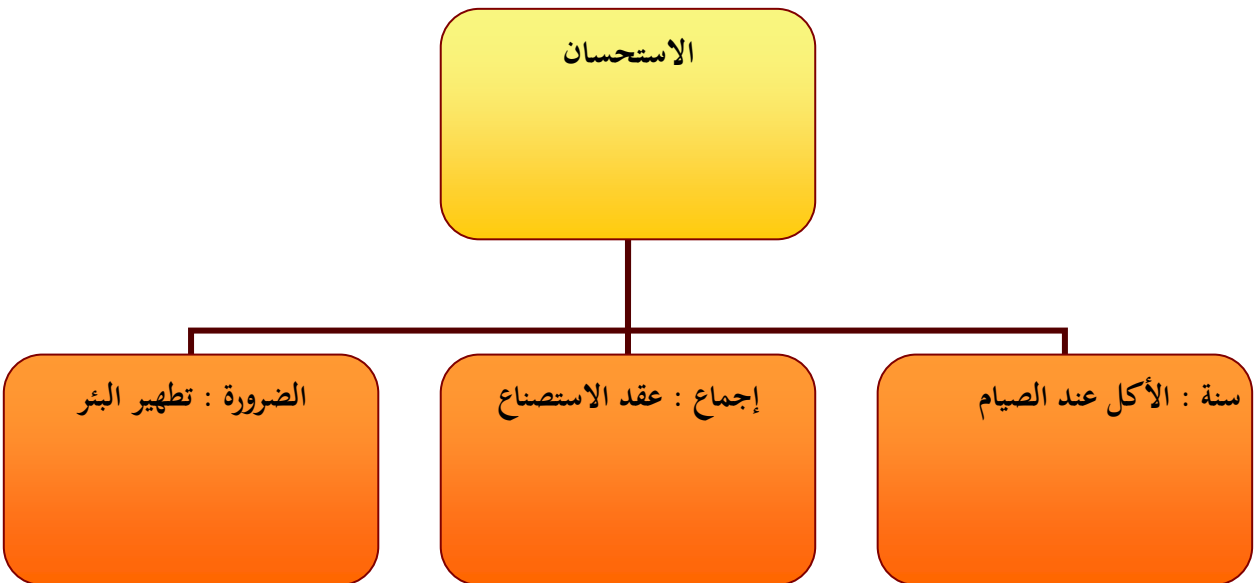 الاستحسان
سنة : الأكل عند الصيام
إجماع : عقد الاستصناع
الضرورة : تطهير البئر